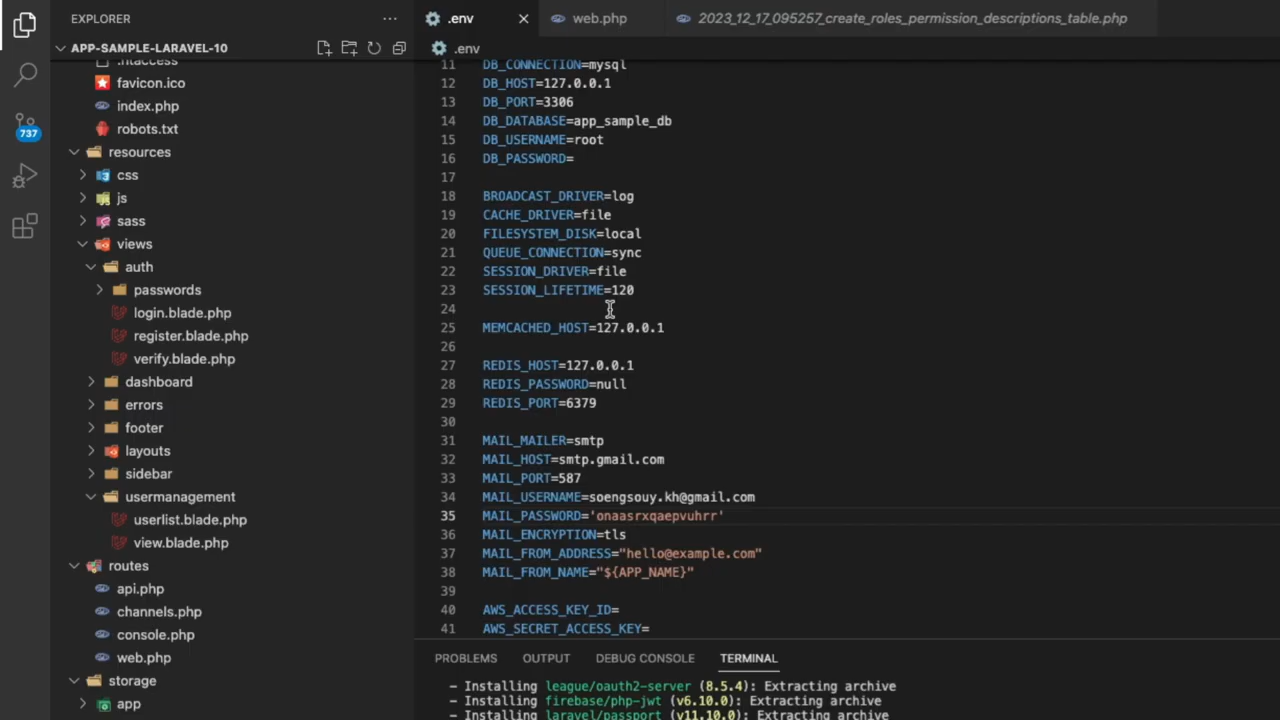 EXPLORER
APP-SAMPLE-LARAVEL-10
.htaccess
favicon.ico
index.php
robots.txt
resources
css
js
sass
views
auth
passwords
login.blade.php
register.blade.php
verify.blade.php
dashboard
errors
footer
layouts
sidebar
usermanagement
userlist.blade.php
view.blade.php
routes
api.php
channels.php
console.php
web.php
storage
app
737
.env
web.php
2023_12_17_095257_create_roles_permission_descriptions_table.php
.env
11 DB_CONNECTION=mysql
12 DB_HOST=127.0.0.1
13 DB_PORT=3306
14 DB_DATABASE=app_sample_db
15 DB_USERNAME=root
16 DB_PASSWORD=
17
18 BROADCAST_DRIVER=log
19 CACHE_DRIVER=file
20 FILESYSTEM_DISK=local
21 QUEUE_CONNECTION=sync
22 SESSION_DRIVER=file
23 SESSION_LIFETIME=120
24
25 MEMCACHED_HOST=127.0.0.1
26
27 REDIS_HOST=127.0.0.1
28 REDIS_PASSWORD=null
29 REDIS_PORT=6379
30
31 MAIL_MAILER=smtp
32 MAIL_HOST=smtp.gmail.com
33 MAIL_PORT=587
34 MAIL_USERNAME=soengsouy.kh@gmail.com
35 MAIL_PASSWORD='onaasrxqaepvuhrr'
36 MAIL_ENCRYPTION=tls
37 MAIL_FROM_ADDRESS="hello@example.com"
38 MAIL_FROM_NAME="${APP_NAME}"
39
40 AWS_ACCESS_KEY_ID=
41 AWS_SECRET_ACCESS_KEY=
PROBLEMS OUTPUT DEBUG CONSOLE TERMINAL
- Installing league/oauth2-server (8.5.4): Extracting archive
- Installing firebase/php-jwt (v6.10.0): Extracting archive
- Installing laravel/passport (v11.10.0): Extracting archive